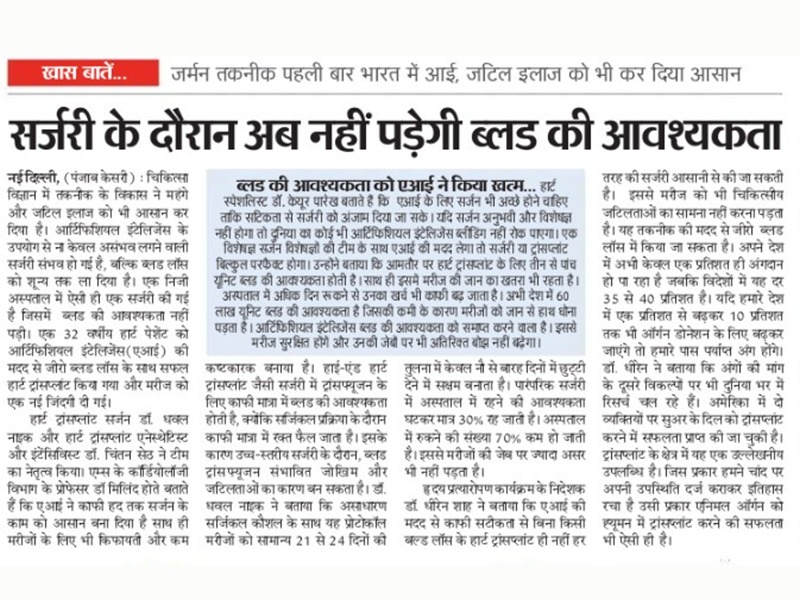 खास बातें...
जर्मन तकनीक पहली बार भारत में आई, जटिल इलाज को भी कर दिया आसान
सर्जरी के दौरान अब नहीं पड़ेगी ब्लड की आवश्यकता
नई दिल्ली, (पंजाब केसरी) : चिकित्सा
विज्ञान में तकनीक के विकास ने महंगे
और जटिल इलाज को भी आसान कर
दिया है। आर्टिफिशियल इंटेलिजेंस के
उपयोग से ना केवल असंभव लगने वाली
सर्जरी संभव हो गई है, बल्कि ब्लड लॉस
को शून्य तक ला दिया है। एक निजी
अस्पताल में ऐसी ही एक सर्जरी की गई
है जिसमें ब्लड की आवश्यकता नहीं
पड़ी। एक 32 वर्षीय हार्ट पेशेंट को
आर्टिफिशियल इंटेलिजेंस(एआई) की
मदद से जीरो ब्लड लॉस के साथ सफल
हार्ट ट्रांसप्लांट किया गया और मरीज को
एक नई जिंदगी दी गई।
हार्ट ट्रांसप्लांट सर्जन डॉ. धवल
नाइक और हार्ट ट्रांसप्लांट एनेस्थेटिस्ट
और इंटेंसिविस्ट डॉ. चिंतन सेठ ने टीम
का नेतृत्व किया। एम्स के कॉर्डियोलॉजी
विभाग के प्रोफेसर डॉ मिलिंद होते बताते
हैं कि एआई ने काफी हद तक सर्जन के
काम को आसान बना दिया है साथ ही
मरीजों के लिए भी किफायती और कम
ब्लड की आवश्यकता को एआई ने किया खत्म... हार्ट
स्पेशलिस्ट डॉ. केयूर पारेख बताते हैं कि एआई के लिए सर्जन भी अच्छे होने चाहिए
ताकि सटिकता से सर्जरी को अंजाम दिया जा सके। यदि सर्जन अनुभवी और विशेषज्ञ
नहीं होगा तो दुनिया का कोई भी आर्टिफिशियल इंटेलिजेंस ब्लीडिंग नहीं रोक पाएगा। एक
विशेषज्ञ सर्जन विशेषज्ञों की टीम के साथ एआई की मदद लेगा तो सर्जरी या ट्रांसप्लांट
बिल्कुल परफैक्ट होगा। उन्होंने बताया कि आमतौर पर हार्ट ट्रांसप्लांट के लिए तीन से पांच
यूनिट ब्लड की आवश्यकता होती है। साथ ही इसमे मरीज की जान का खतरा भी रहता है।
अस्पताल में अधिक दिन रूकने से उनका खर्च भी काफी बढ़ जाता है। अभी देश में 60
लाख यूनिट ब्लड की आवश्यकता है जिसकी कमी के कारण मरीजों को जान से हाथ धोना
पड़ता है। आर्टिफिशियल इंटेलिजेंस ब्लड की आवश्यकता को समाप्त करने वाला है। इससे
मरीज सुरक्षित होंगे और उनकी जेबों पर भी अतिरिक्त बोझ नहीं बढ़ेगा।
कष्टकारक बनाया है। हाई-एंड हार्ट
ट्रांसप्लांट जैसी सर्जरी में ट्रांसफ्यूजन के
लिए काफी मात्रा में ब्लड की आवश्यकता
होती है, क्योंकि सर्जिकल प्रक्रिया के दौरान
काफी मात्रा में रक्त फैल जाता है। इसके
कारण उच्च-स्तरीय सर्जरी के दौरान, ब्लड
ट्रांसफ्यूजन संभावित जोखिम और
जटिलताओं का कारण बन सकता है। डॉ.
धवल नाइक ने बताया कि असाधारण
सर्जिकल कौशल के साथ यह प्रोटोकॉल
मरीजों को सामान्य 21 से 24 दिनों की
तुलना में केवल नौ से बारह दिनों में छुट्टी
देने में सक्षम बनाता है। पारंपरिक सर्जरी
में अस्पताल में रहने की आवश्यकता
घटकर मात्र 30% रह जाती है। अस्पताल
में रुकने की संख्या 70% कम हो जाती
है। इससे मरीजों की जेब पर ज्यादा असर
भी नहीं पड़ता है।
हृदय प्रत्यारोपण कार्यक्रम के निदेशक
डॉ. धीरेन शाह ने बताया कि एआई की
मदद से काफी सटीकता से बिना किसी
बल्ड लॉस के हार्ट ट्रांसप्लांट ही नहीं हर
तरह की सर्जरी आसानी से की जा सकती
है। इससे मरीज को भी चिकित्सीय
जटिलताओं का सामना नहीं करना पड़ता
है। यह तकनीक की मदद से जीरो ब्लड
लॉस में किया जा सकता है। अपने देश
में अभी केवल एक प्रतिशत ही अंगदान
हो पा रहा है जबकि विदेशों में यह दर
35 से 40 प्रतिशत है। यदि हमारे देश
में एक प्रतिशत से बढ़कर 10 प्रतिशत
तक भी ऑर्गन डोनेशन के लिए बढ़कर
जाएंगे तो हमारे पास पर्याप्त अंग होंगे।
डॉ. धीरेन ने बताया कि अंगों की मांग
के दूसरे विकल्पों पर भी दुनिया भर में
रिसर्च चल रहे हैं। अमेरिका में दो
व्यक्तियों पर सुअर के दिल को ट्रांसप्लांट
करने में सफलता प्राप्त की जा चुकी है।
ट्रांसप्लांट के क्षेत्र में यह एक उल्लेखनीय
उपलब्धि है। जिस प्रकार हमने चांद पर
अपनी उपस्थिति दर्ज कराकर इतिहास
रचा है उसी प्रकार एनिमल ऑर्गन को
ह्यूमन में ट्रांसप्लांट करने की सफलता
भी ऐसी ही है।